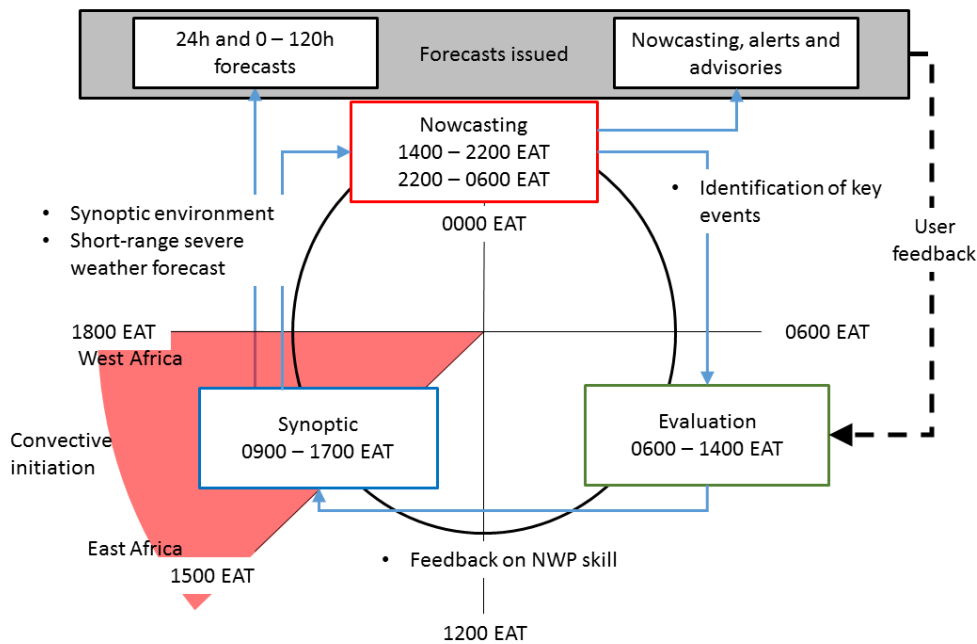 24h and 0 – 120h
forecasts
Forecasts issued
Nowcasting, alerts and
advisories
Nowcasting
1400 – 2200 EAT
2200 – 0600 EAT
• Identification of key
events
• Synoptic environment
• Short-range severe
weather forecast
0000 EAT
User
feedback
1800 EAT
West Africa
0600 EAT
Synoptic
0900 – 1700 EAT
Evaluation
0600 – 1400 EAT
Convective
initiation
East Africa
1500 EAT
• Feedback on NWP skill
1200 EAT